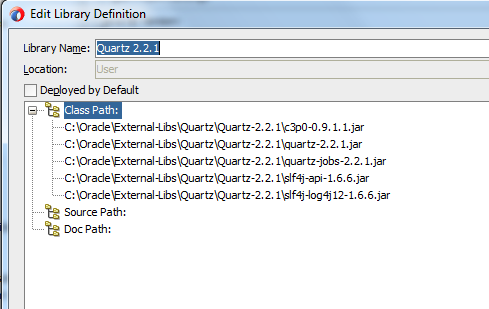 Edit Library Definition
Library Name: Quartz 2.2.1
Location: User
Deployed by Default
Class Path:
C:\Oracle\External-Libs\Quartz\Quartz-2.2.1\c3p0-0.9.1.1.jar
C:\Oracle\External-Libs\Quartz\Quartz-2.2.1\quartz-2.2.1.jar
C:\Oracle\External-Libs\Quartz\Quartz-2.2.1\quartz-jobs-2.2.1.jar
C:\Oracle\External-Libs\Quartz\Quartz-2.2.1\slf4j-api-1.6.6.jar
C:\Oracle\External-Libs\Quartz\Quartz-2.2.1\slf4j-log4j12-1.6.6.jar
Source Path:
Doc Path: